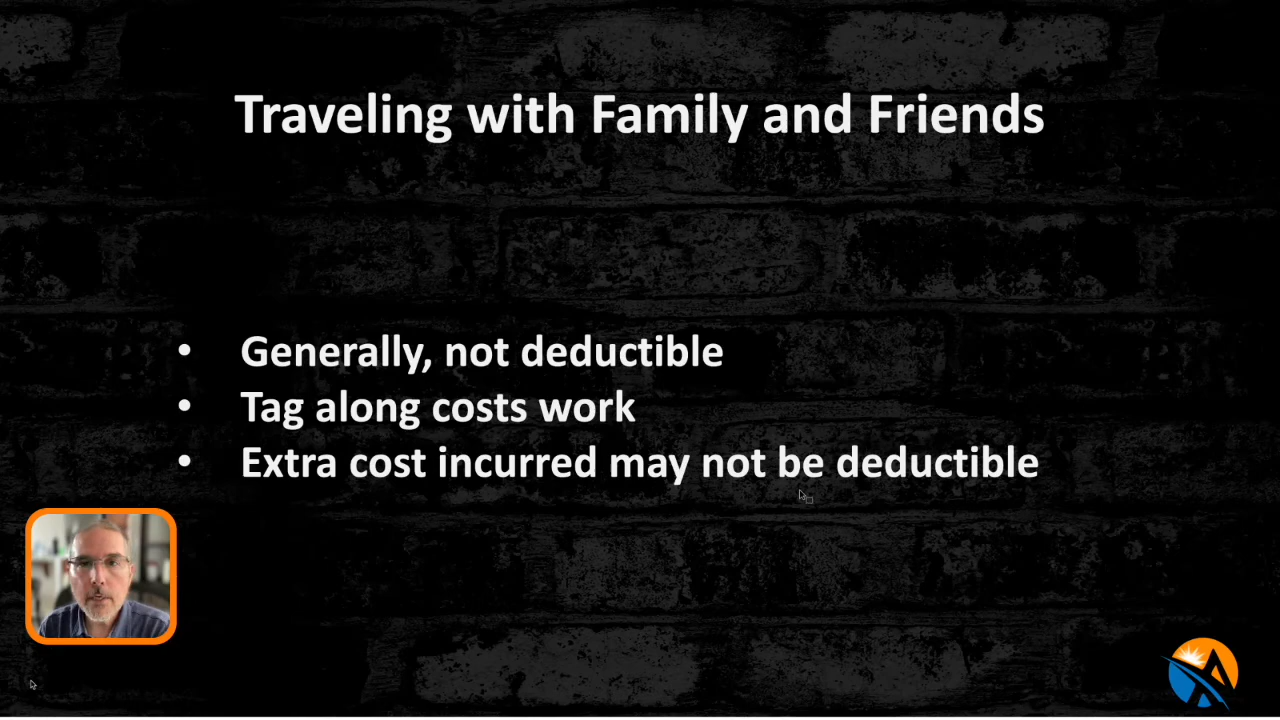 Traveling with Family and Friends
• Generally, not deductible
• Tag along costs work
• Extra cost incurred may not be deductible